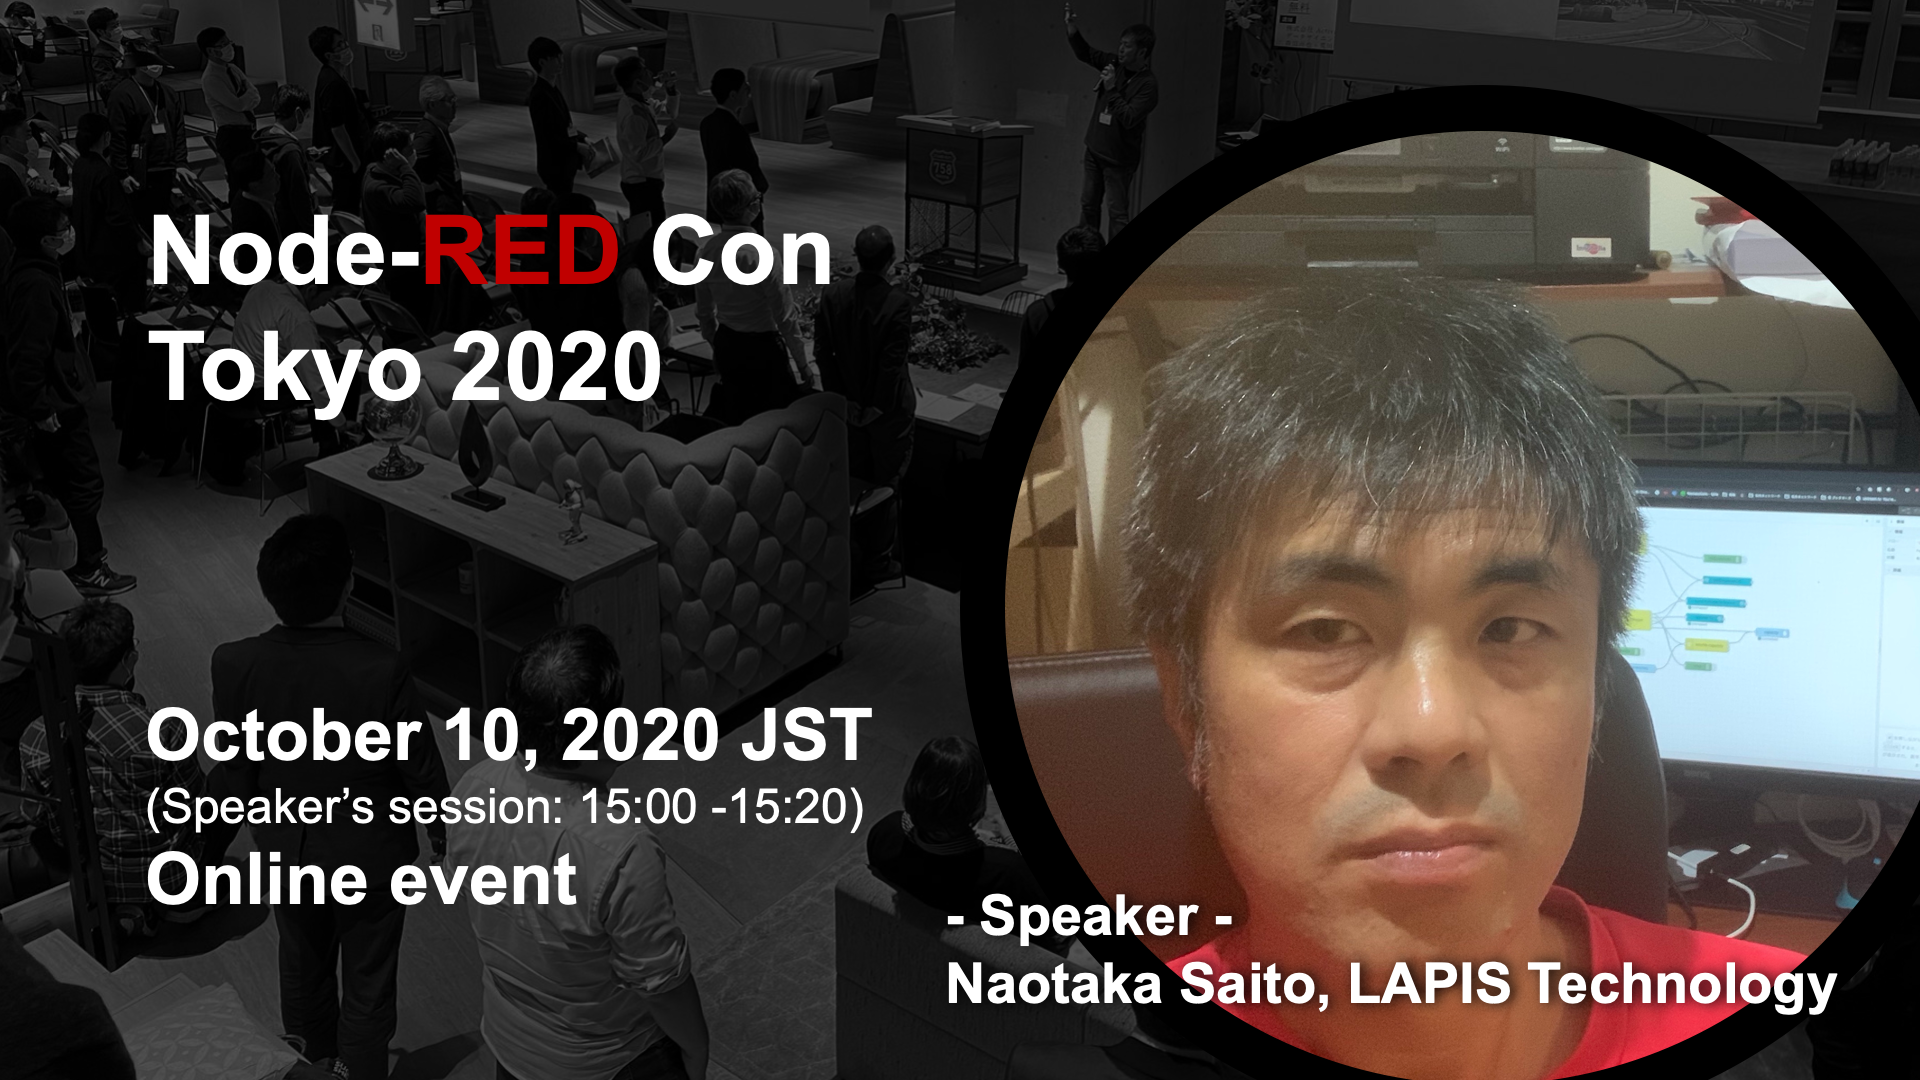 Node-RED Con
Tokyo 2020
October 10, 2020 JST
(Speaker’s session: 15:00 -15:20)
Online event
- Speaker -
Naotaka Saito, LAPIS Technology
758